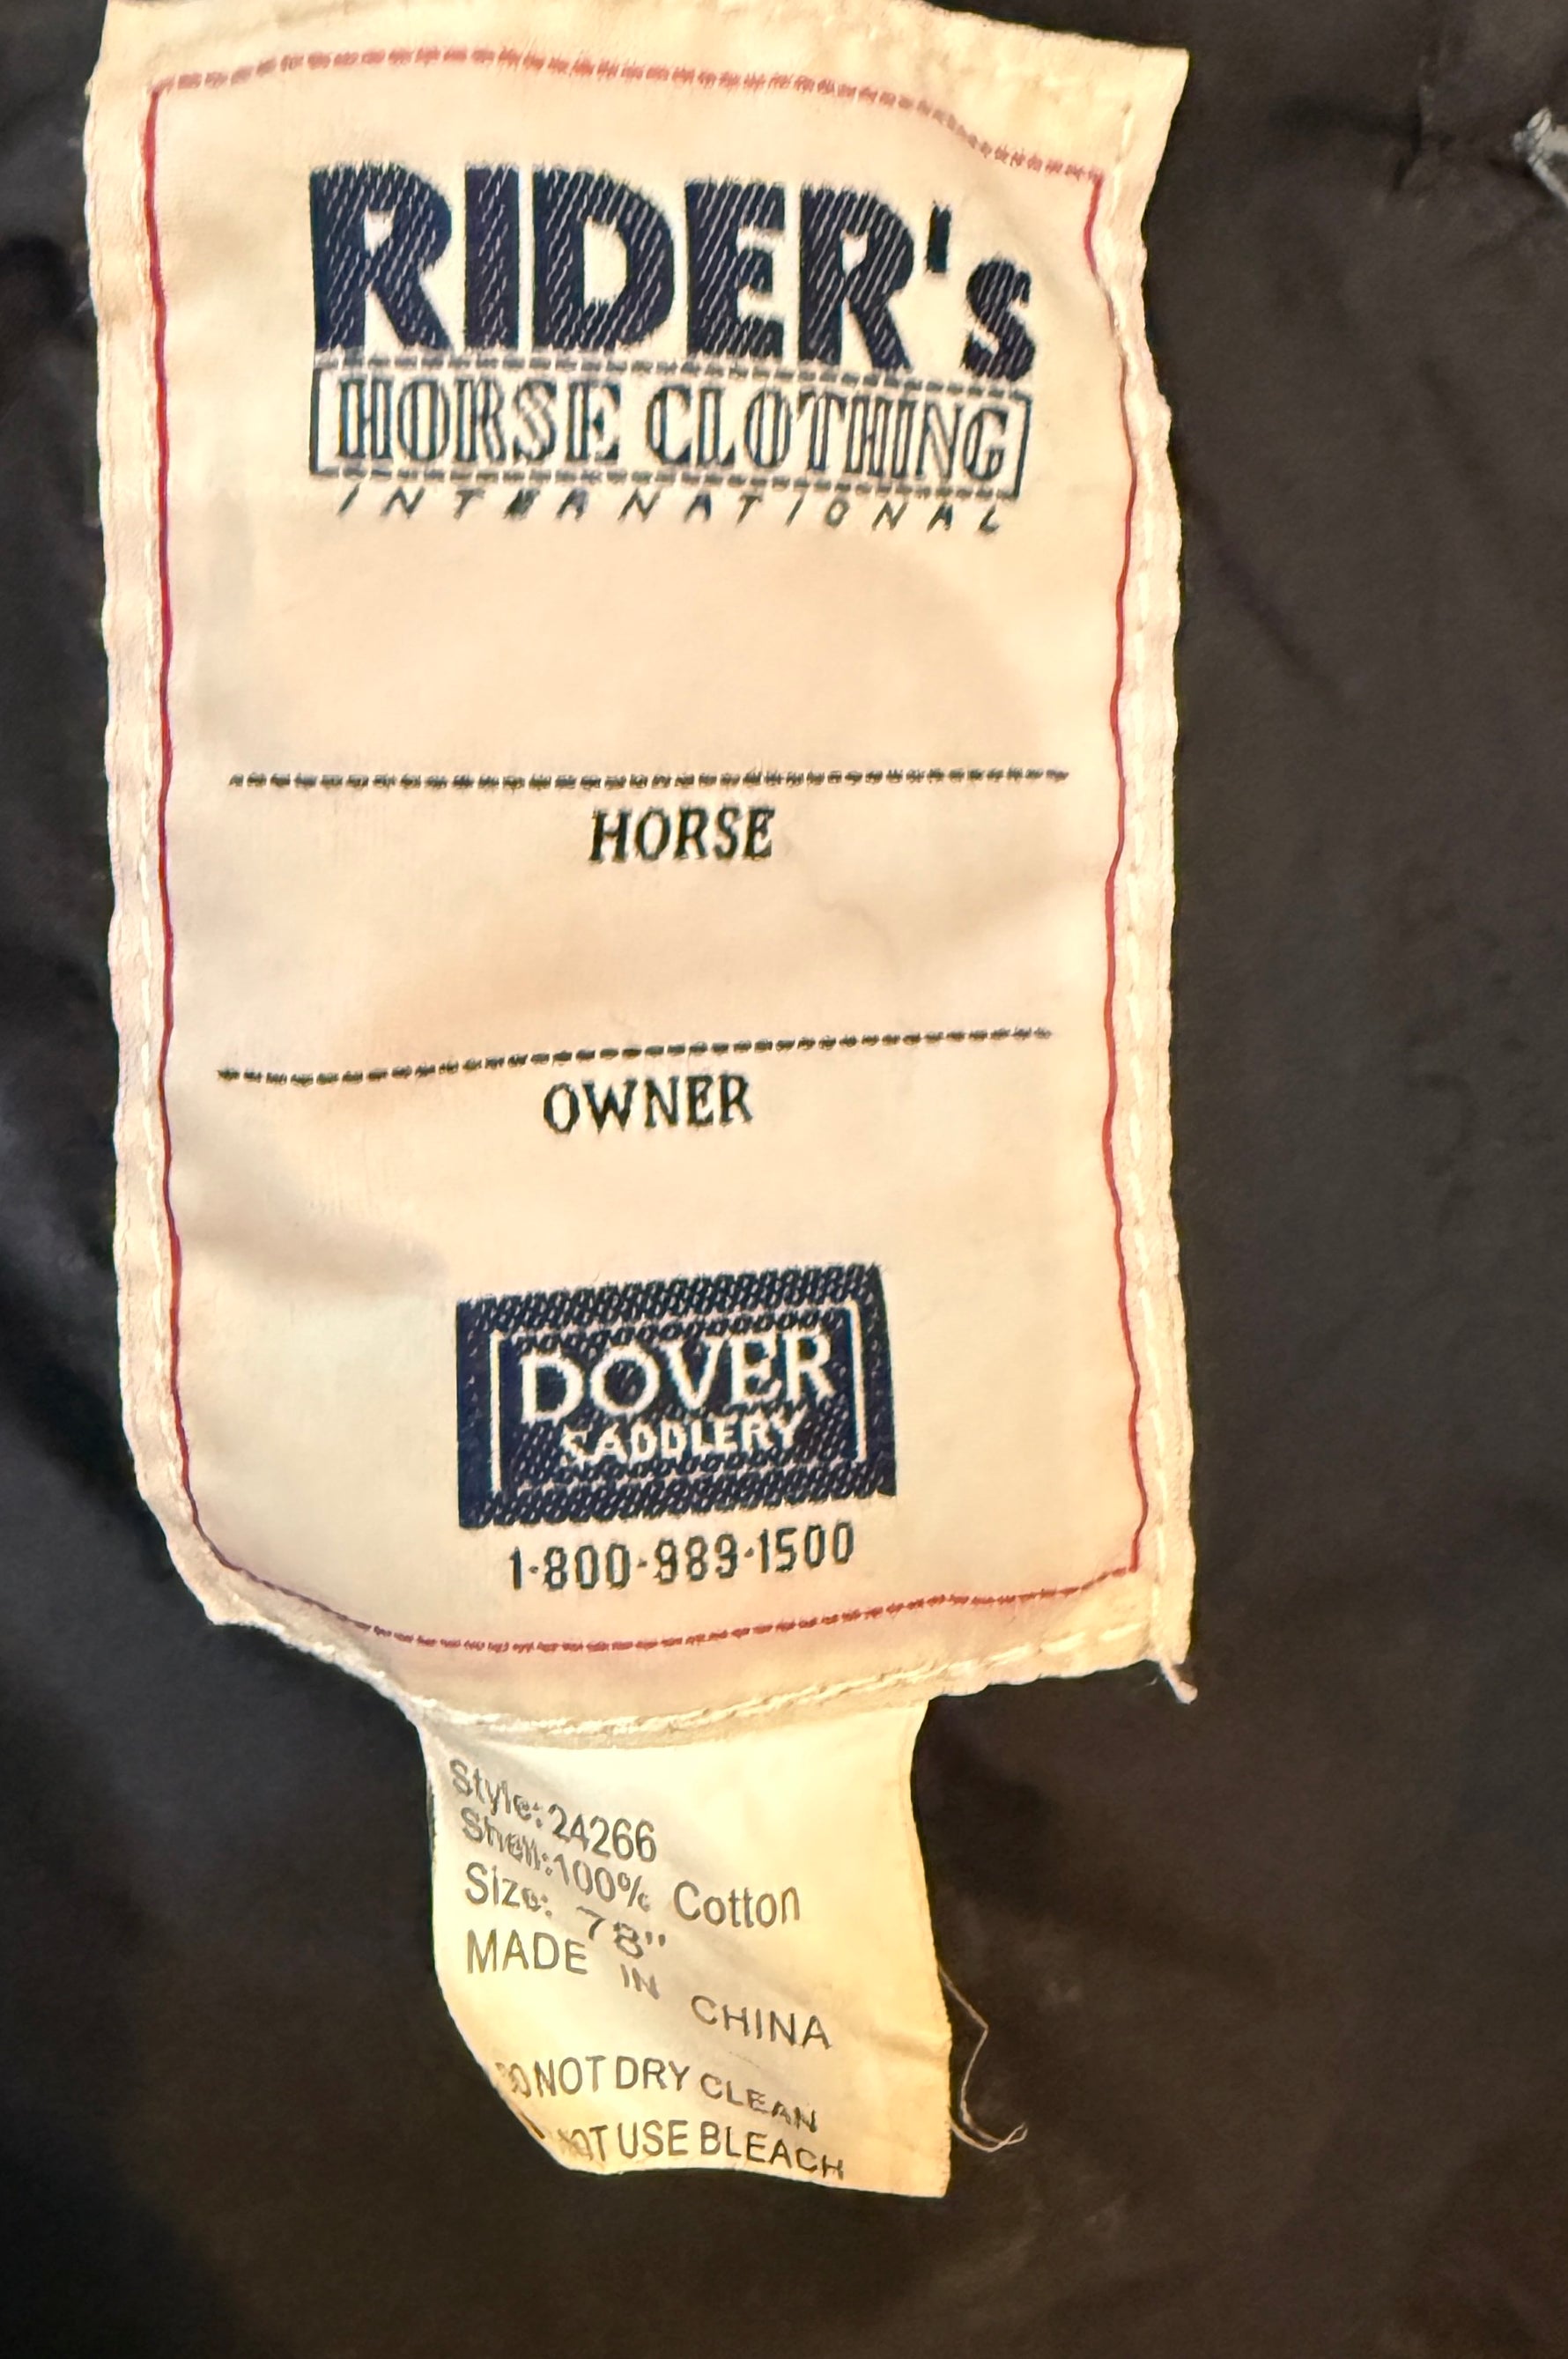 RIDER's
HORSE CLOTHING
INTERNATIONAL
HORSE
OWNER
DOVER
SADDLERY
1-800-989-1500
Style:24266
Shell:100% Cotton
Size: 78"
MADE IN CHINA
DO NOT DRY CLEAN
NOT USE BLEACH